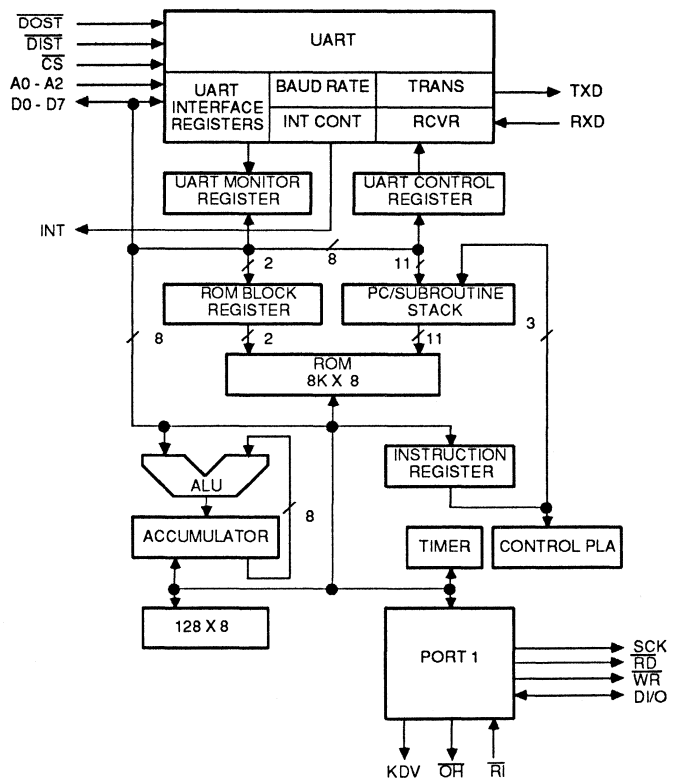 DOST
DIST
CS
A0 - A2
D0 - D7
UART
UART
INTERFACE
REGISTERS
BAUD RATE
TRANS
INT CONT
RCVR
TXD
RXD
UART MONITOR
REGISTER
UART CONTROL
REGISTER
INT
8
2
11
ROM BLOCK
REGISTER
PC/SUBROUTINE
STACK
3
8
2
11
ROM
8K X 8
ALU
INSTRUCTION
REGISTER
8
ACCUMULATOR
TIMER
CONTROL PLA
128 X 8
PORT 1
SCK
RD
WR
DI/O
KDV
OH
RI